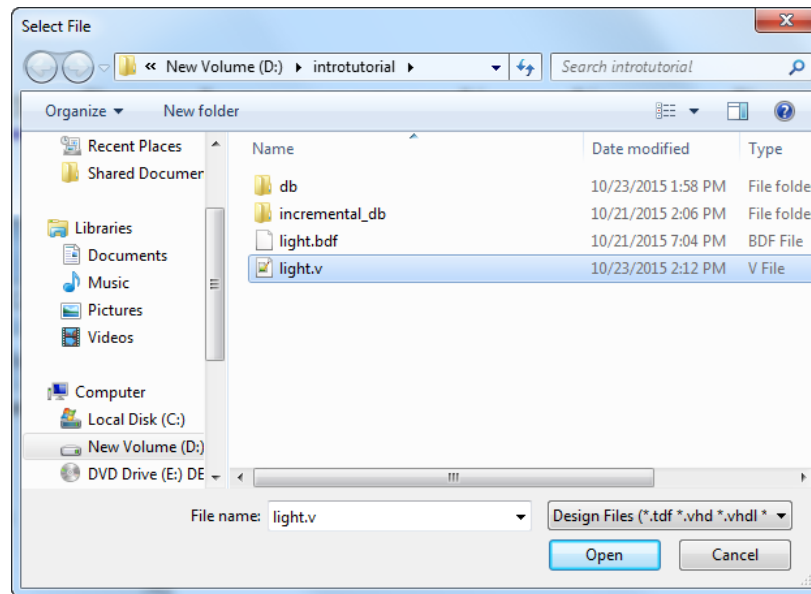 Select File
« New Volume (D:) ▸ introtutorial ▸ Search introtutorial
Organize New folder
Name Date modified Type
Recent Places
Shared Documer
Libraries
Documents
Music
Pictures
Videos
Computer
Local Disk (C:)
New Volume (D:)
DVD Drive (E:) DE
db 10/23/2015 1:58 PM File folde
incremental_db 10/21/2015 2:06 PM File folde
light.bdf 10/21/2015 7:04 PM BDF File
light.v 10/23/2015 2:12 PM V File
File name: light.v Design Files (*.tdf *.vhd *.vhdl *
Open Cancel